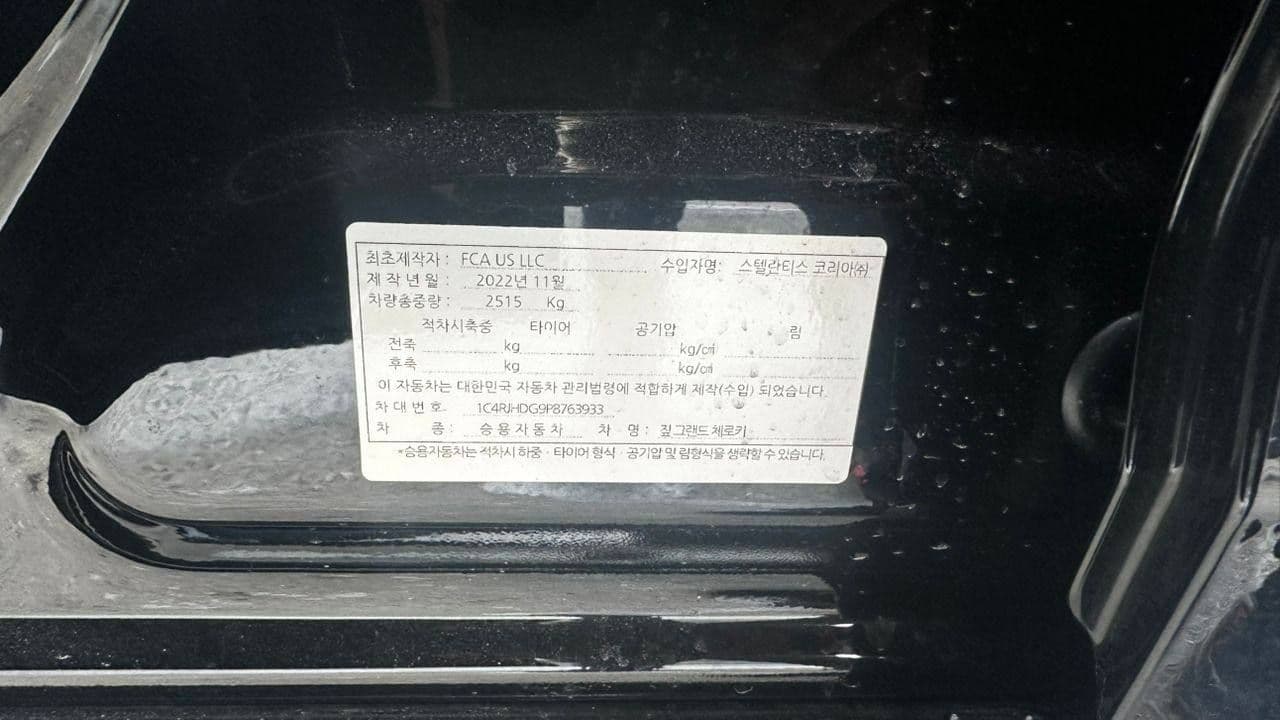 최초제작자 : FCA US LLC 수입자명: 스텔란티스 코리아㈜
제 작 년 월 : 2022년 11월
차량총중량 : 2515 Kg
적차시축중 타이어 공기압 림
전축 kg kg/㎠
후축 kg kg/㎠
이 자동차는 대한민국 자동차 관리법령에 적합하게 제작(수입) 되었습니다.
차 대 번 호. 1C4RJHDG9P8763933
차 종 : 승 용 자 동 차 차 명 : 짚 그랜드 체로키
*승용자동차는 적차시 하중 · 타이어 형식 · 공기압 및 림형식을 생략할 수 있습니다.